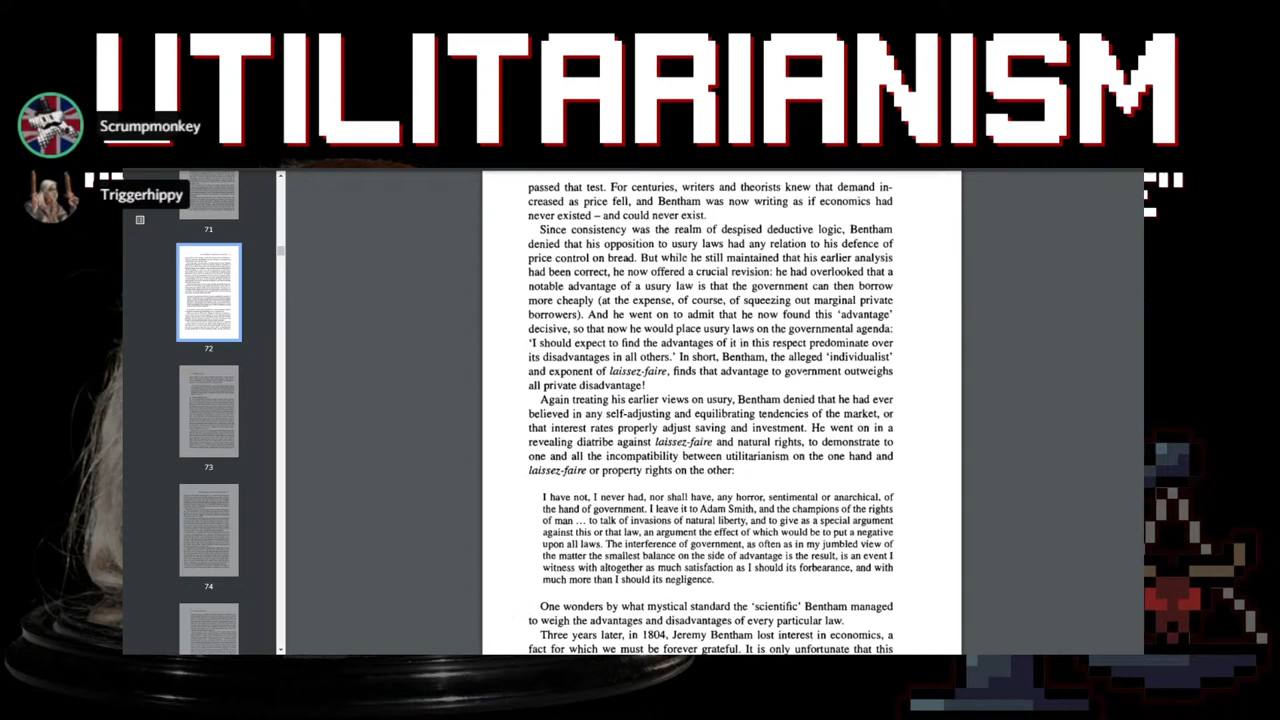 UTILITARIANISM
Scrumpmonkey
Triggerhippy
71
72
73
74
passed that test. For centuries, writers and theorists knew that demand in-
creased as price fell, and Bentham was now writing as if economics had
never existed – and could never exist.
Since consistency was the realm of despised deductive logic, Bentham
denied that his opposition to usury laws had any relation to his defence of
price control on bread. But while he still maintained that his earlier analysis
had been correct, he now offered a crucial revision: he had overlooked that a
notable advantage of a usury law is that the government can then borrow
more cheaply (at the expense, of course, of squeezing out marginal private
borrowers). And he went on to admit that he now found this ‘advantage’
decisive, so that now he would place usury laws on the governmental agenda:
‘I should expect to find the advantages of it in this respect predominate over
its disadvantages in all others.’ In short, Bentham, the alleged ‘individualist’
and exponent of laissez-faire, finds that advantage to government outweighs
all private disadvantage!
Again treating his earlier views on usury, Bentham denied that he had ever
believed in any self-adjusting and equilibrating tendencies of the market, or
that interest rates properly adjust saving and investment. He went on in a
revealing diatribe against laissez-faire and natural rights, to demonstrate to
one and all the incompatibility between utilitarianism on the one hand and
laissez-faire or property rights on the other:
I have not, I never had, nor shall have, any horror, sentimental or anarchical, of
the hand of government. I leave it to Adam Smith, and the champions of the rights
of man ... to talk of invasions of natural liberty, and to give as a special argument
against this or that law, an argument the effect of which would be to put a negative
upon all laws. The interference of government, as often as in my jumbled view of
the matter the smallest balance on the side of advantage is the result, is an event I
witness with altogether as much satisfaction as I should its forbearance, and with
much more than I should its negligence.
One wonders by what mystical standard the ‘scientific’ Bentham managed
to weigh the advantages and disadvantages of every particular law.
Three years later, in 1804, Jeremy Bentham lost interest in economics, a
fact for which we must be forever grateful. It is only unfortunate that this